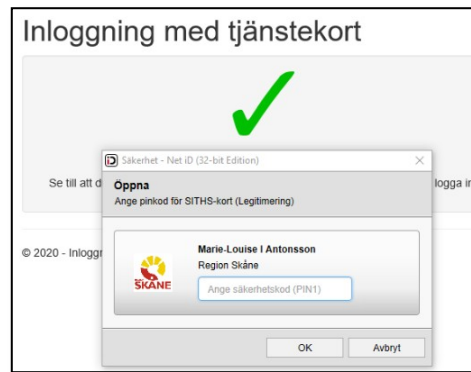 Inloggning med tjänstekort
Säkerhet - Net iD (32-bit Edition)
Se till att d
logga in
Öppna
Ange pinkod för SITHS-kort (Legitimering)
© 2020 - Inloggn
Marie-Louise I Antonsson
Region Skåne
SKÅNE
Ange säkerhetskod (PIN1)
OK
Avbryt